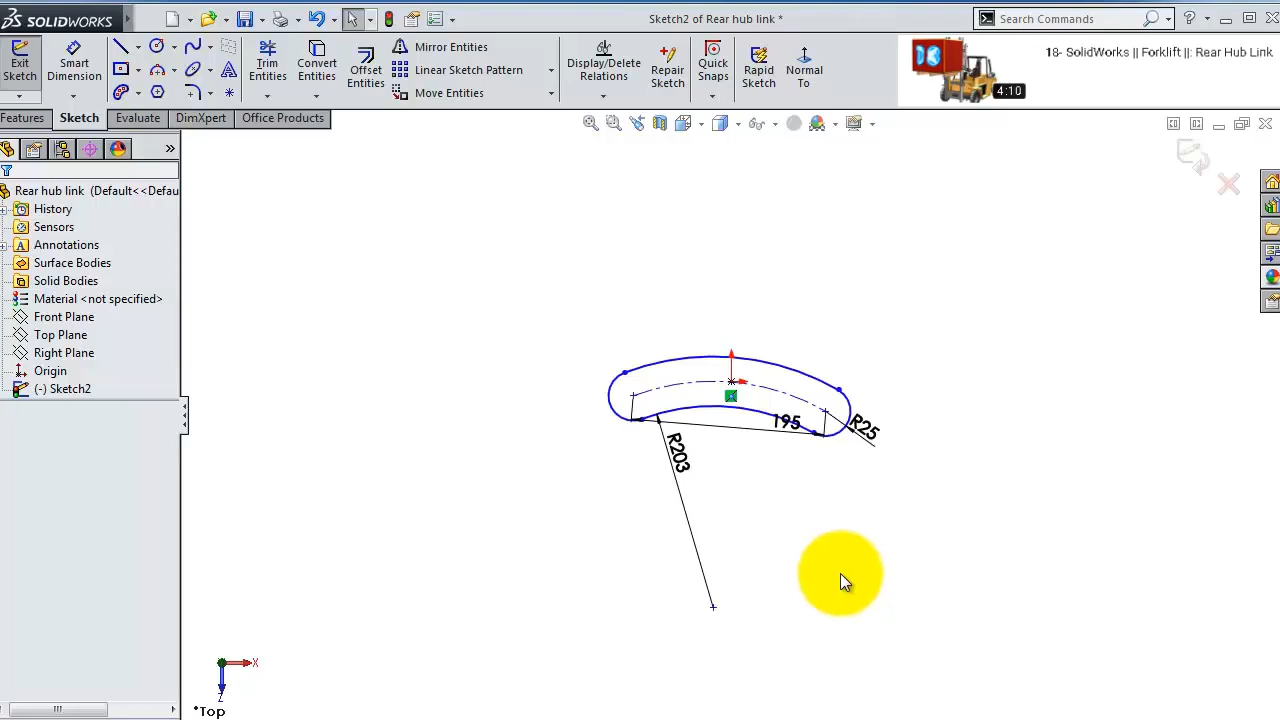 SOLIDWORKS
Sketch2 of Rear hub link *
Search Commands
?
Exit Sketch
Smart Dimension
Trim Entities
Convert Entities
Offset Entities
Mirror Entities
Linear Sketch Pattern
Move Entities
Display/Delete Relations
Repair Sketch
Quick Snaps
Rapid Sketch
Normal To
18- SolidWorks || Forklift ||: Rear Hub Link
4:10
Features
Sketch
Evaluate
DimXpert
Office Products
»
Rear hub link (Default<<Defau
History
Sensors
A Annotations
Surface Bodies
Solid Bodies
Material <not specified>
Front Plane
Top Plane
Right Plane
Origin
(-) Sketch2
195
R25
R203
X
Z
*Top